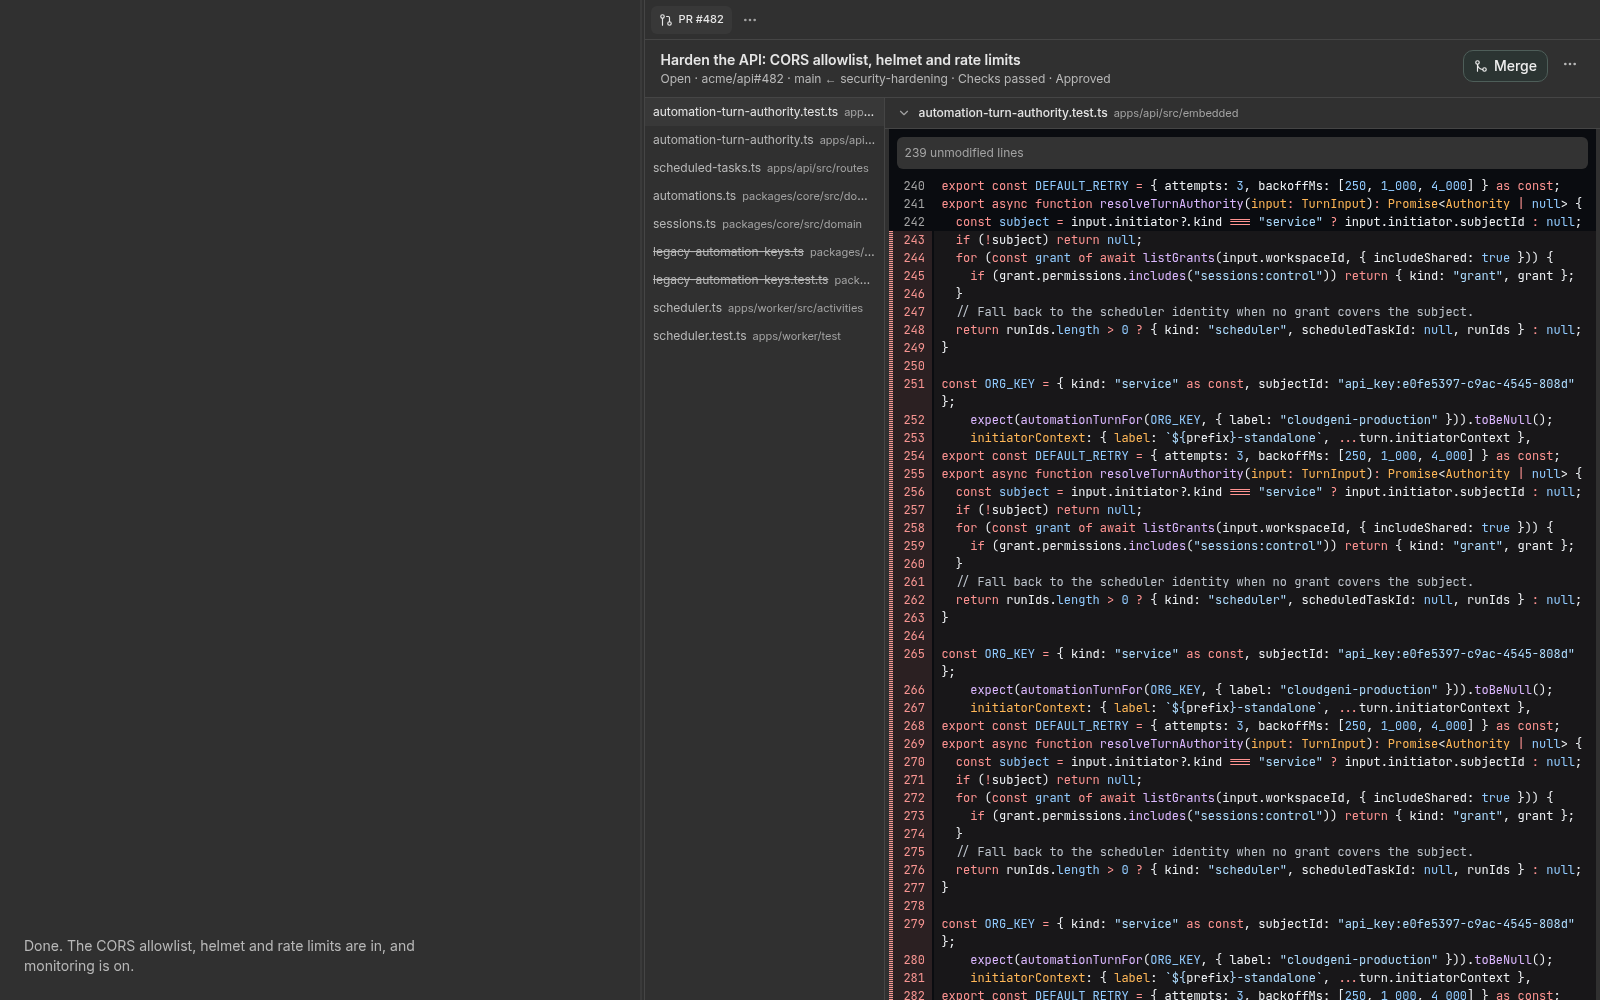 PR #482 ···
Harden the API: CORS allowlist, helmet and rate limits
Open · acme/api#482 · main ← security-hardening · Checks passed · Approved
Merge ···
automation-turn-authority.test.ts app...
automation-turn-authority.ts apps/api...
scheduled-tasks.ts apps/api/src/routes
automations.ts packages/core/src/do...
sessions.ts packages/core/src/domain
legacy-automation-keys.ts packages/...
legacy-automation-keys.test.ts pack...
scheduler.ts apps/worker/src/activities
scheduler.test.ts apps/worker/test
automation-turn-authority.test.ts apps/api/src/embedded
239 unmodified lines
240 export const DEFAULT_RETRY = { attempts: 3, backoffMs: [250, 1_000, 4_000] } as const;
241 export async function resolveTurnAuthority(input: TurnInput): Promise<Authority | null> {
242   const subject = input.initiator?.kind === "service" ? input.initiator.subjectId : null;
243   if (!subject) return null;
244   for (const grant of await listGrants(input.workspaceId, { includeShared: true })) {
245     if (grant.permissions.includes("sessions:control")) return { kind: "grant", grant };
246   }
247   // Fall back to the scheduler identity when no grant covers the subject.
248   return runIds.length > 0 ? { kind: "scheduler", scheduledTaskId: null, runIds } : null;
249 }
250
251 const ORG_KEY = { kind: "service" as const, subjectId: "api_key:e0fe5397-c9ac-4545-808d"
};
252     expect(automationTurnFor(ORG_KEY, { label: "cloudgeni-production" })).toBeNull();
253     initiatorContext: { label: `${prefix}-standalone`, ...turn.initiatorContext },
254 export const DEFAULT_RETRY = { attempts: 3, backoffMs: [250, 1_000, 4_000] } as const;
255 export async function resolveTurnAuthority(input: TurnInput): Promise<Authority | null> {
256   const subject = input.initiator?.kind === "service" ? input.initiator.subjectId : null;
257   if (!subject) return null;
258   for (const grant of await listGrants(input.workspaceId, { includeShared: true })) {
259     if (grant.permissions.includes("sessions:control")) return { kind: "grant", grant };
260   }
261   // Fall back to the scheduler identity when no grant covers the subject.
262   return runIds.length > 0 ? { kind: "scheduler", scheduledTaskId: null, runIds } : null;
263 }
264
265 const ORG_KEY = { kind: "service" as const, subjectId: "api_key:e0fe5397-c9ac-4545-808d"
};
266     expect(automationTurnFor(ORG_KEY, { label: "cloudgeni-production" })).toBeNull();
267     initiatorContext: { label: `${prefix}-standalone`, ...turn.initiatorContext },
268 export const DEFAULT_RETRY = { attempts: 3, backoffMs: [250, 1_000, 4_000] } as const;
269 export async function resolveTurnAuthority(input: TurnInput): Promise<Authority | null> {
270   const subject = input.initiator?.kind === "service" ? input.initiator.subjectId : null;
271   if (!subject) return null;
272   for (const grant of await listGrants(input.workspaceId, { includeShared: true })) {
273     if (grant.permissions.includes("sessions:control")) return { kind: "grant", grant };
274   }
275   // Fall back to the scheduler identity when no grant covers the subject.
276   return runIds.length > 0 ? { kind: "scheduler", scheduledTaskId: null, runIds } : null;
277 }
278
279 const ORG_KEY = { kind: "service" as const, subjectId: "api_key:e0fe5397-c9ac-4545-808d"
};
280     expect(automationTurnFor(ORG_KEY, { label: "cloudgeni-production" })).toBeNull();
281     initiatorContext: { label: `${prefix}-standalone`, ...turn.initiatorContext },
282 export const DEFAULT_RETRY = { attempts: 3, backoffMs: [250, 1_000, 4_000] } as const;
Done. The CORS allowlist, helmet and rate limits are in, and
monitoring is on.